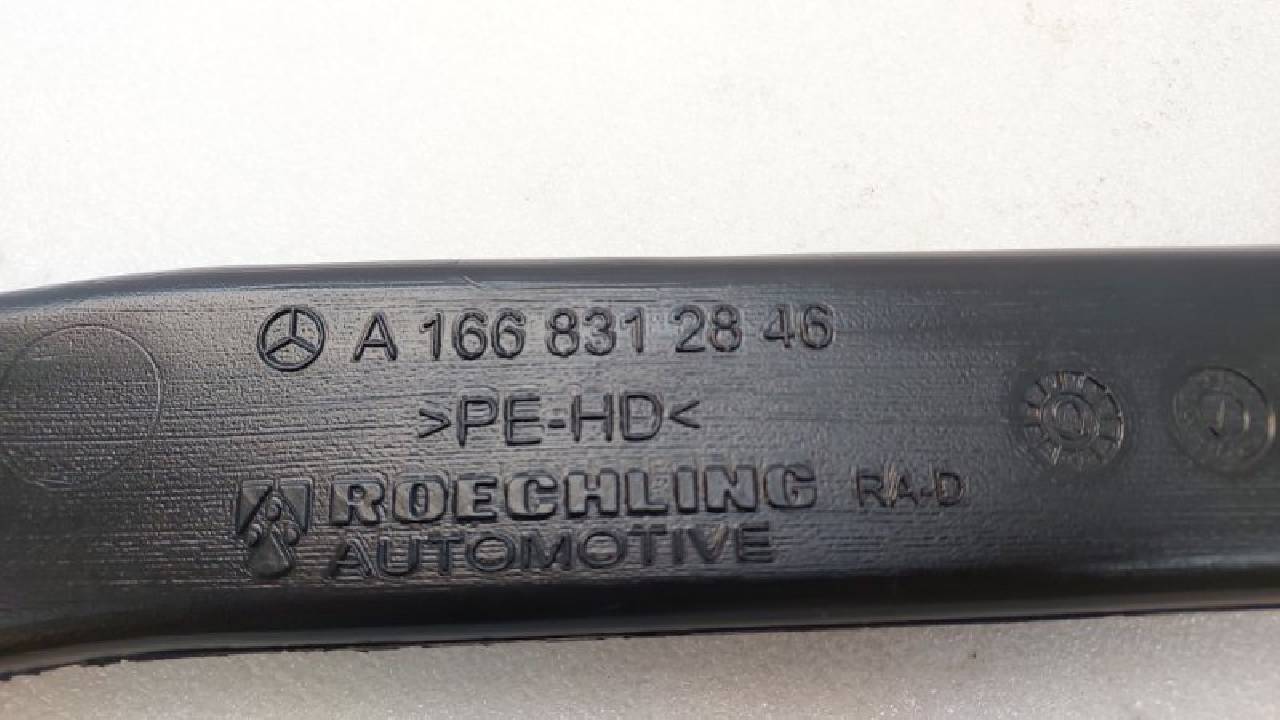 A 166 831 28 46
>PE-HD<
ROECHLING RA-D
AUTOMOTIVE